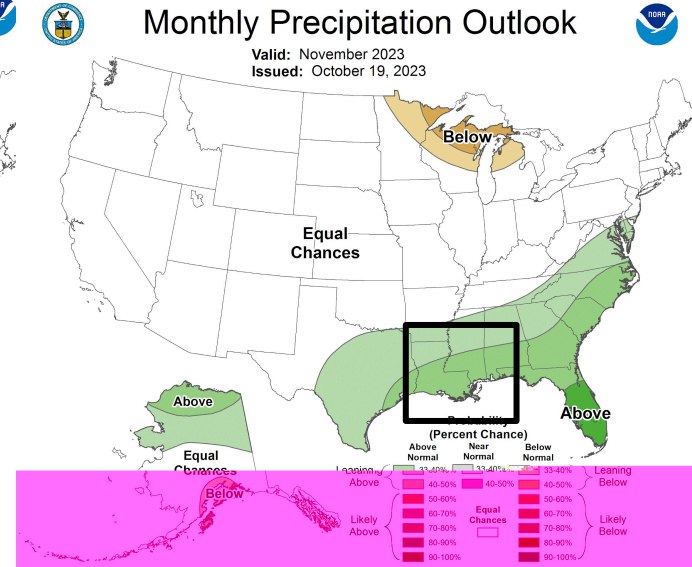 NOAA
Monthly Precipitation Outlook
Valid: November 2023
Issued: October 19, 2023
Below
Equal
Chances
Above
Above
Equal
Chances
Below
Probability
(Percent Chance)
Above
Normal
Near
Normal
Below
Normal
Leaning
Above
33-40%
40-50%
33-40%
40-50%
33-40%
40-50%
Leaning
Below
Likely
Above
50-60%
60-70%
70-80%
80-90%
90-100%
Equal
Chances
50-60%
60-70%
70-80%
80-90%
90-100%
Likely
Below